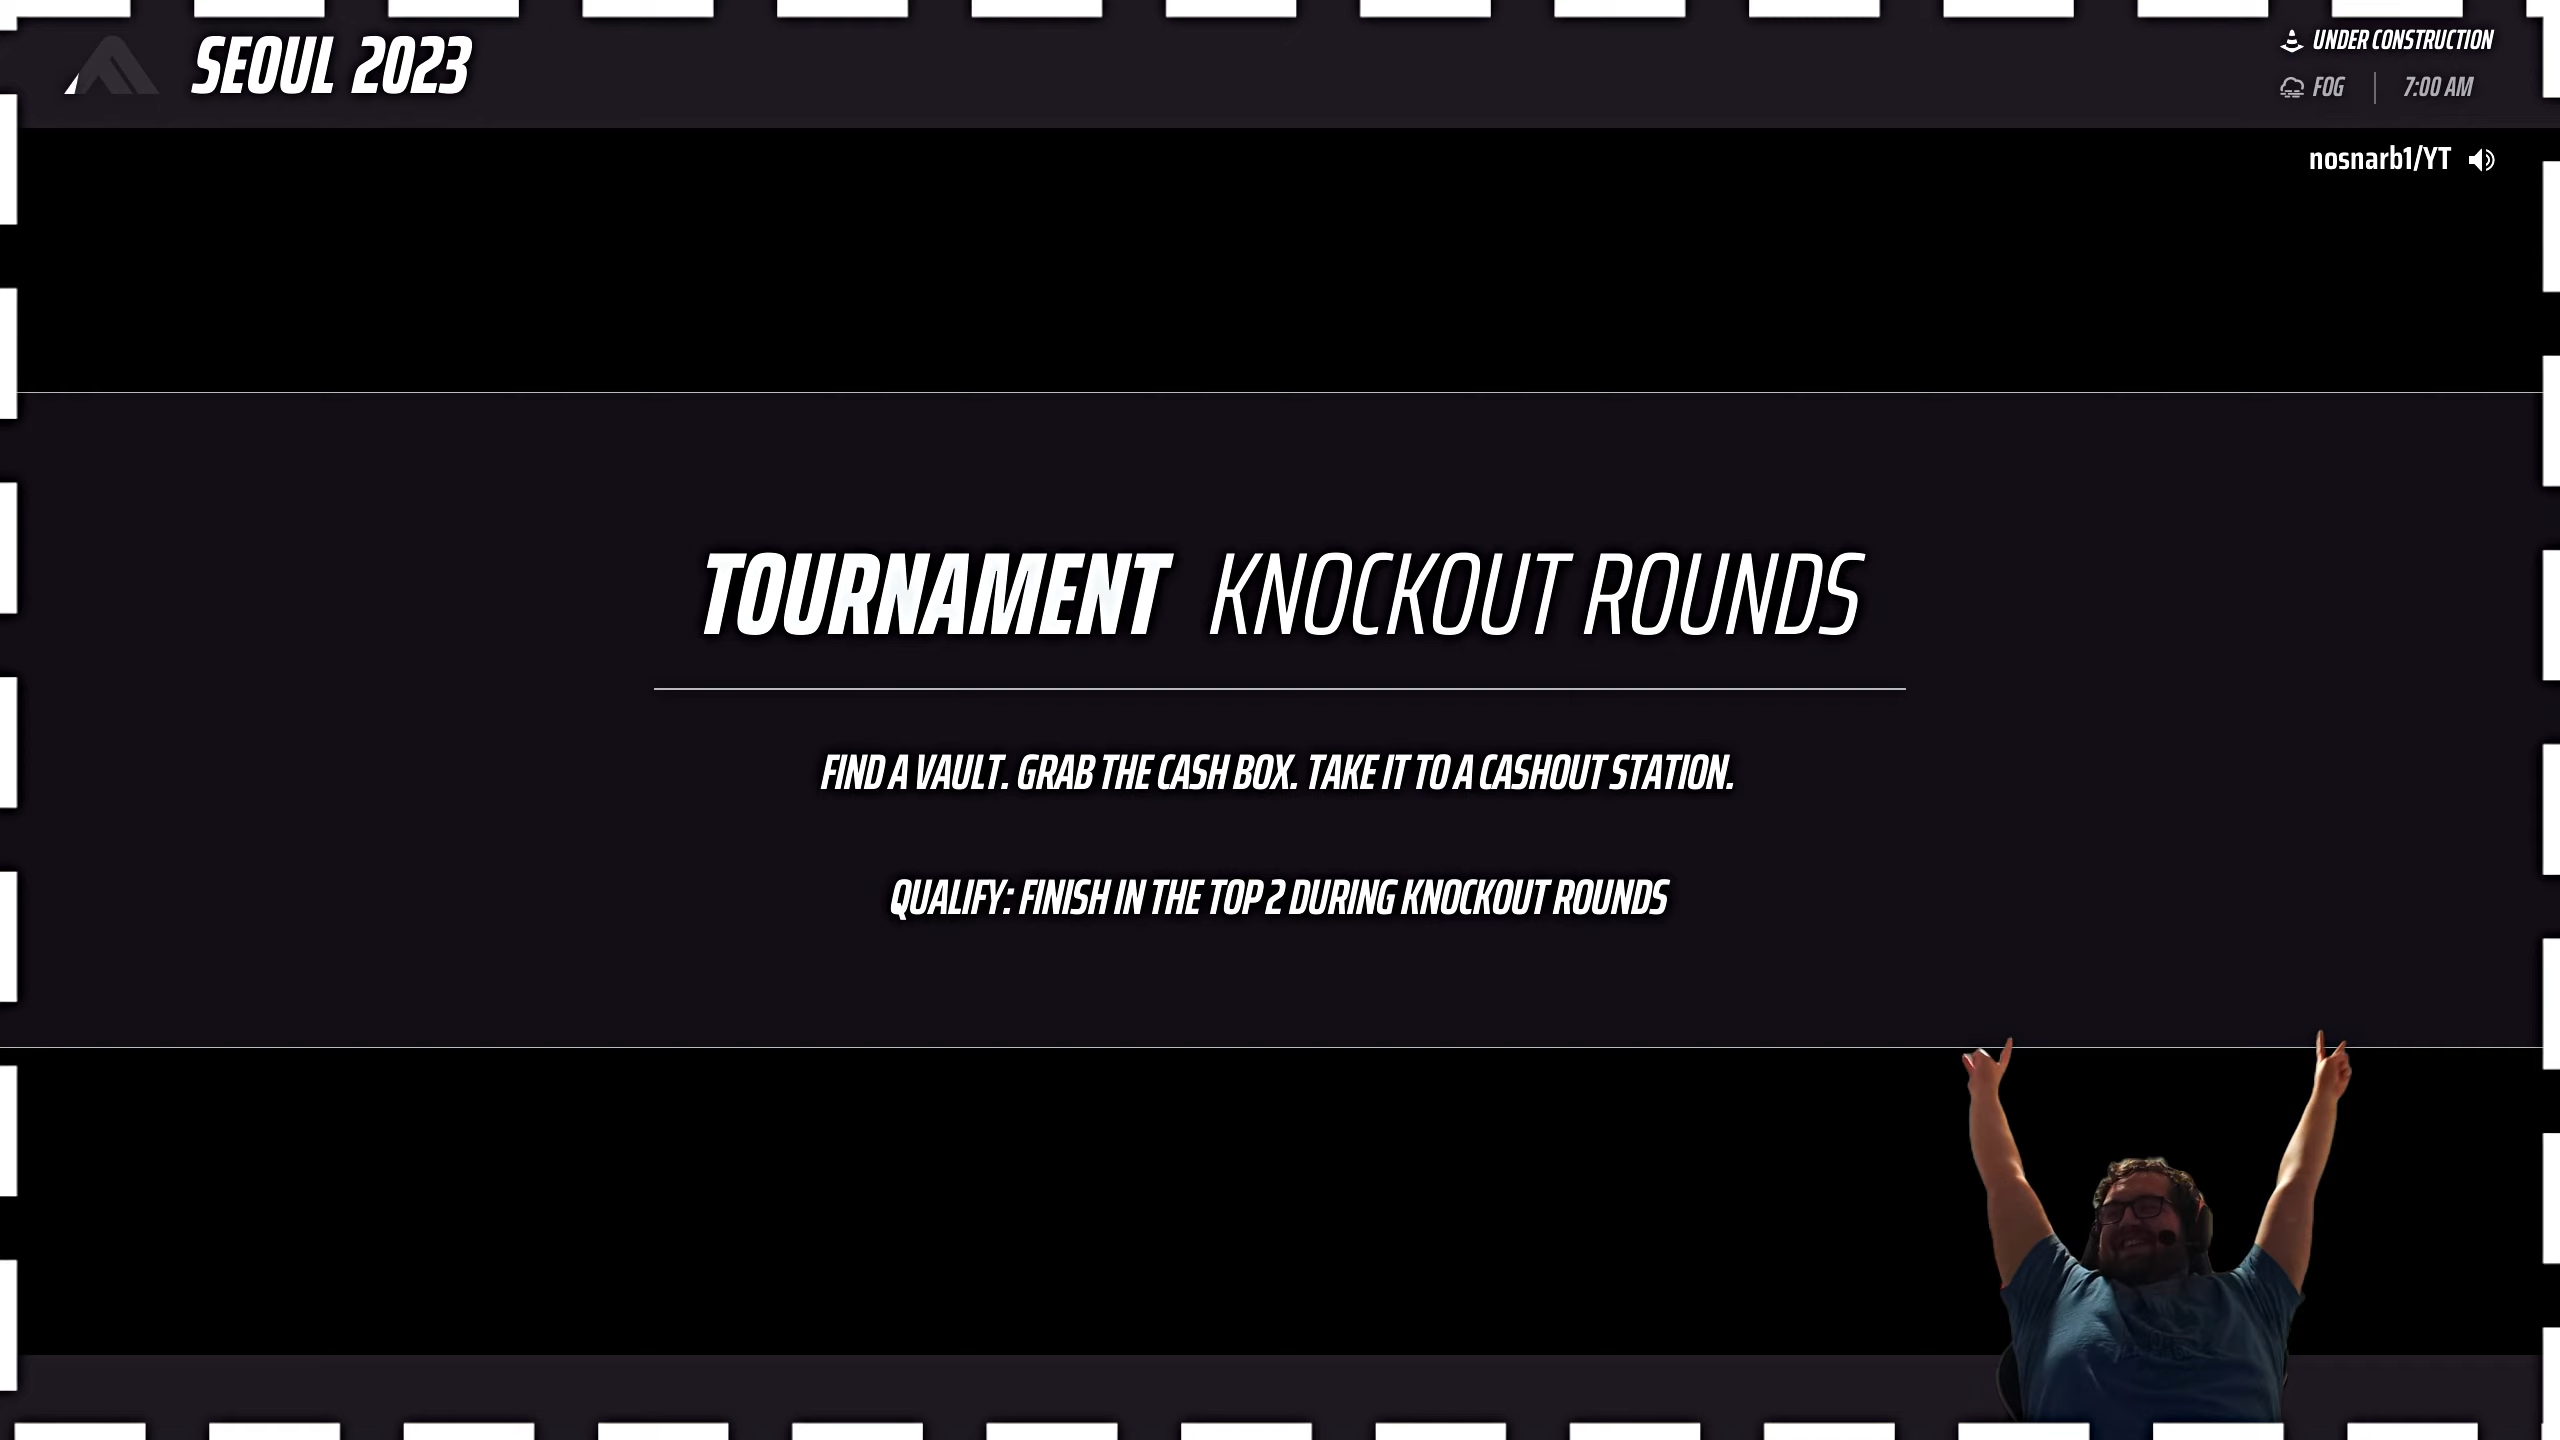 SEOUL 2023
UNDER CONSTRUCTION
FOG 7:00 AM
nosnarb1/YT
TOURNAMENT KNOCKOUT ROUNDS
FIND A VAULT. GRAB THE CASH BOX. TAKE IT TO A CASHOUT STATION.
QUALIFY: FINISH IN THE TOP 2 DURING KNOCKOUT ROUNDS